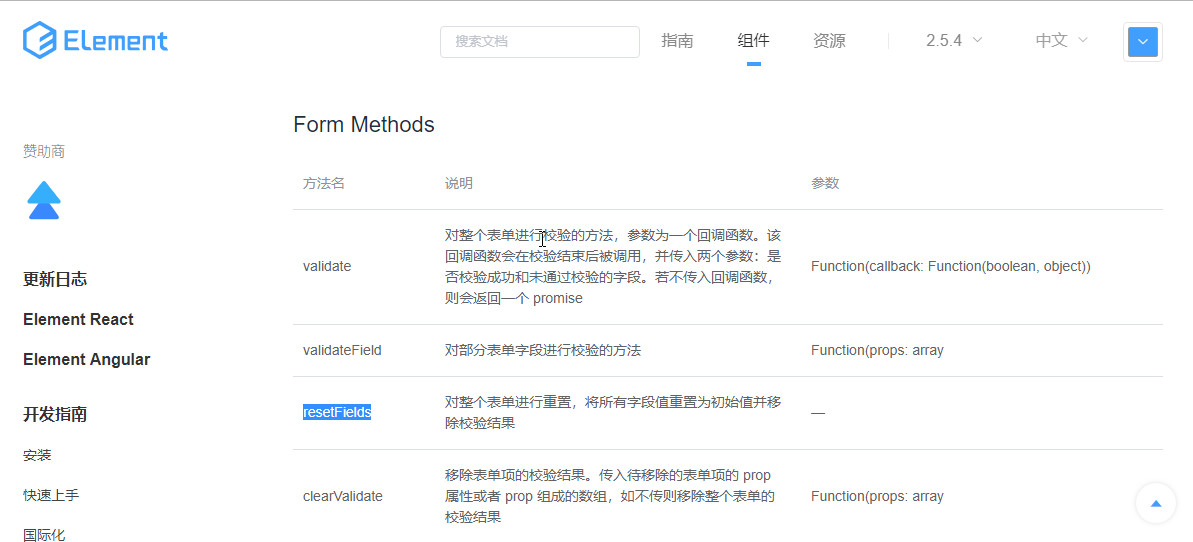 Element
搜索文档
指南
组件
资源
2.5.4
中文
赞助商
更新日志
Element React
Element Angular
开发指南
安装
快速上手
国际化
Form Methods
方法名 说明 参数
validate
对整个表单进行校验的方法，参数为一个回调函数。该
回调函数会在校验结束后被调用，并传入两个参数：是
否校验成功和未通过校验的字段。若不传入回调函数，
则会返回一个 promise
Function(callback: Function(boolean, object))
validateField 对部分表单字段进行校验的方法 Function(props: array
resetFields
对整个表单进行重置，将所有字段值重置为初始值并移
除校验结果
—
clearValidate
移除表单项的校验结果。传入待移除的表单项的 prop
属性或者 prop 组成的数组，如不传则移除整个表单的
校验结果
Function(props: array